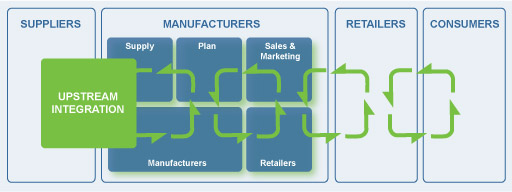 SUPPLIERS
MANUFACTURERS
RETAILERS
CONSUMERS
Supply
Plan
Sales &
Marketing
UPSTREAM
INTEGRATION
Manufacturers
Retailers